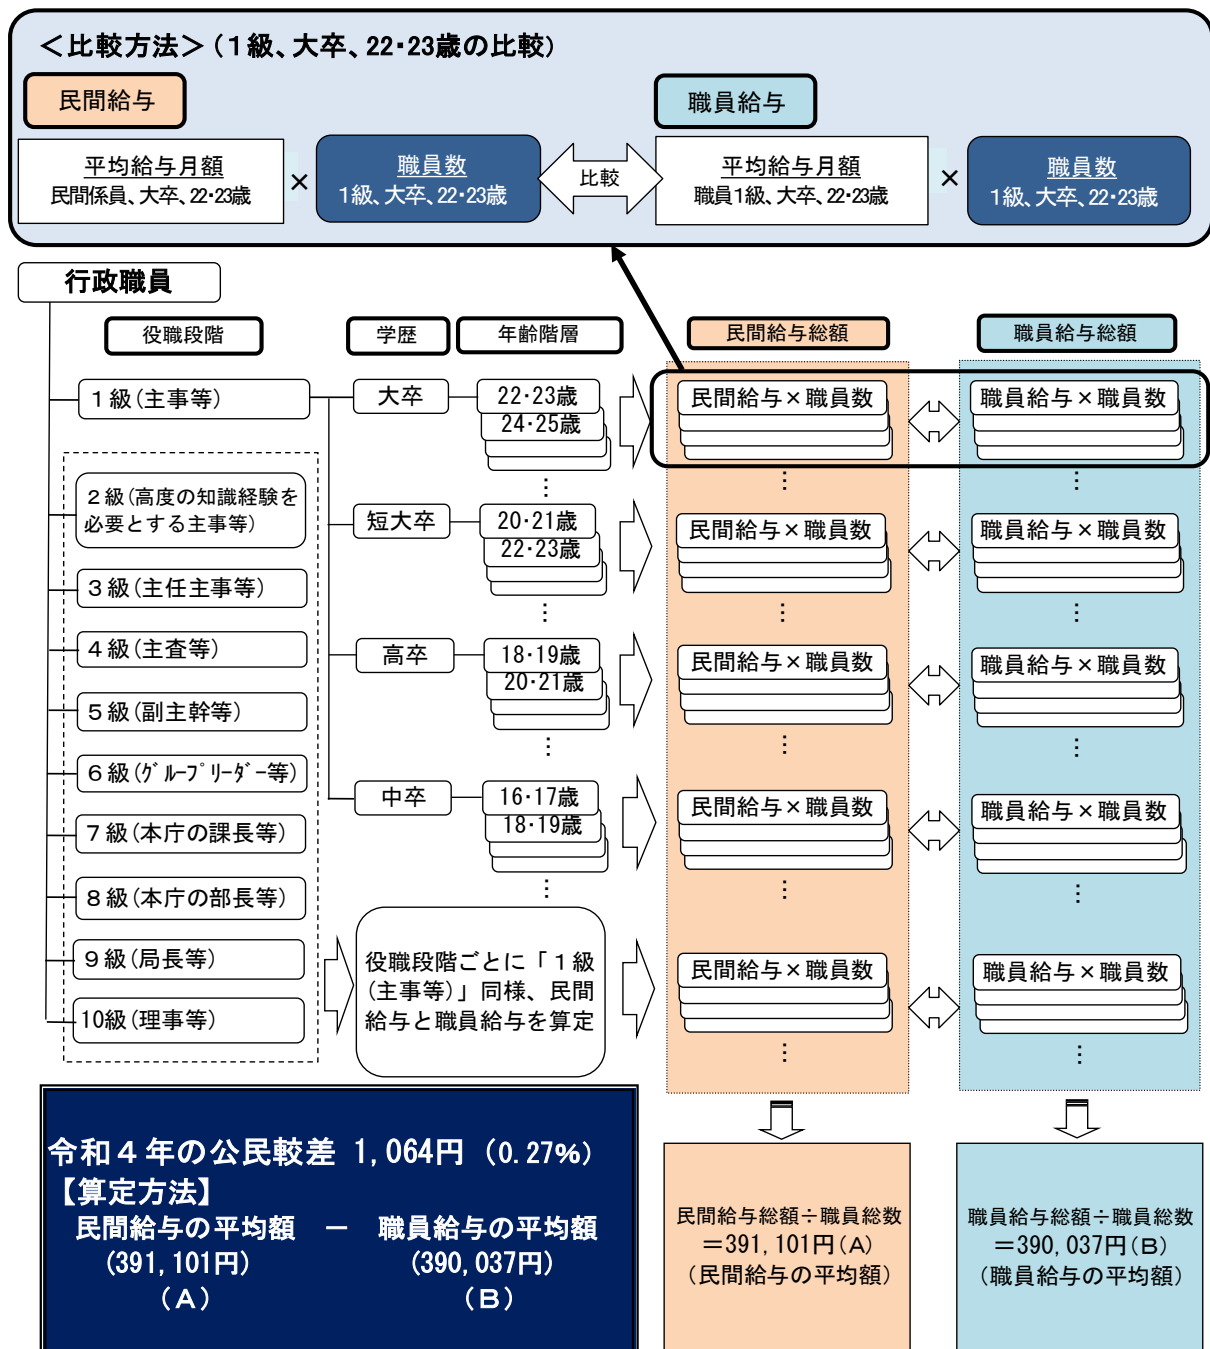 ＜比較方法＞（１級、大卒、22・23歳の比較）
民間給与
職員給与
平均給与月額
民間係員、大卒、22・23歳
×
職員数
1級、大卒、22・23歳
比較
平均給与月額
職員1級、大卒、22・23歳
×
職員数
1級、大卒、22・23歳
行政職員
役職段階
学歴
年齢階層
民間給与総額
職員給与総額
１級（主事等）
大卒
22・23歳
24・25歳
⋮
民間給与×職員数
⋮
職員給与×職員数
⋮
２級（高度の知識経験を
必要とする主事等）
短大卒
20・21歳
22・23歳
⋮
民間給与×職員数
⋮
職員給与×職員数
⋮
３級（主任主事等）
４級（主査等）
高卒
18・19歳
20・21歳
⋮
民間給与×職員数
⋮
職員給与×職員数
⋮
５級（副主幹等）
６級（ｸﾞﾙｰﾌﾟﾘｰﾀﾞｰ等）
中卒
16・17歳
18・19歳
⋮
民間給与×職員数
⋮
職員給与×職員数
⋮
７級（本庁の課長等）
８級（本庁の部長等）
９級（局長等）
10級（理事等）
役職段階ごとに「１級
（主事等）」同様、民間
給与と職員給与を算定
民間給与×職員数
⋮
職員給与×職員数
⋮
令和４年の公民較差 1,064円（0.27％）
【算定方法】
民間給与の平均額 － 職員給与の平均額
(391,101円) (390,037円)
（Ａ） （Ｂ）
民間給与総額÷職員総数
＝391,101円（Ａ）
（民間給与の平均額）
職員給与総額÷職員総数
＝390,037円（Ｂ）
（職員給与の平均額）